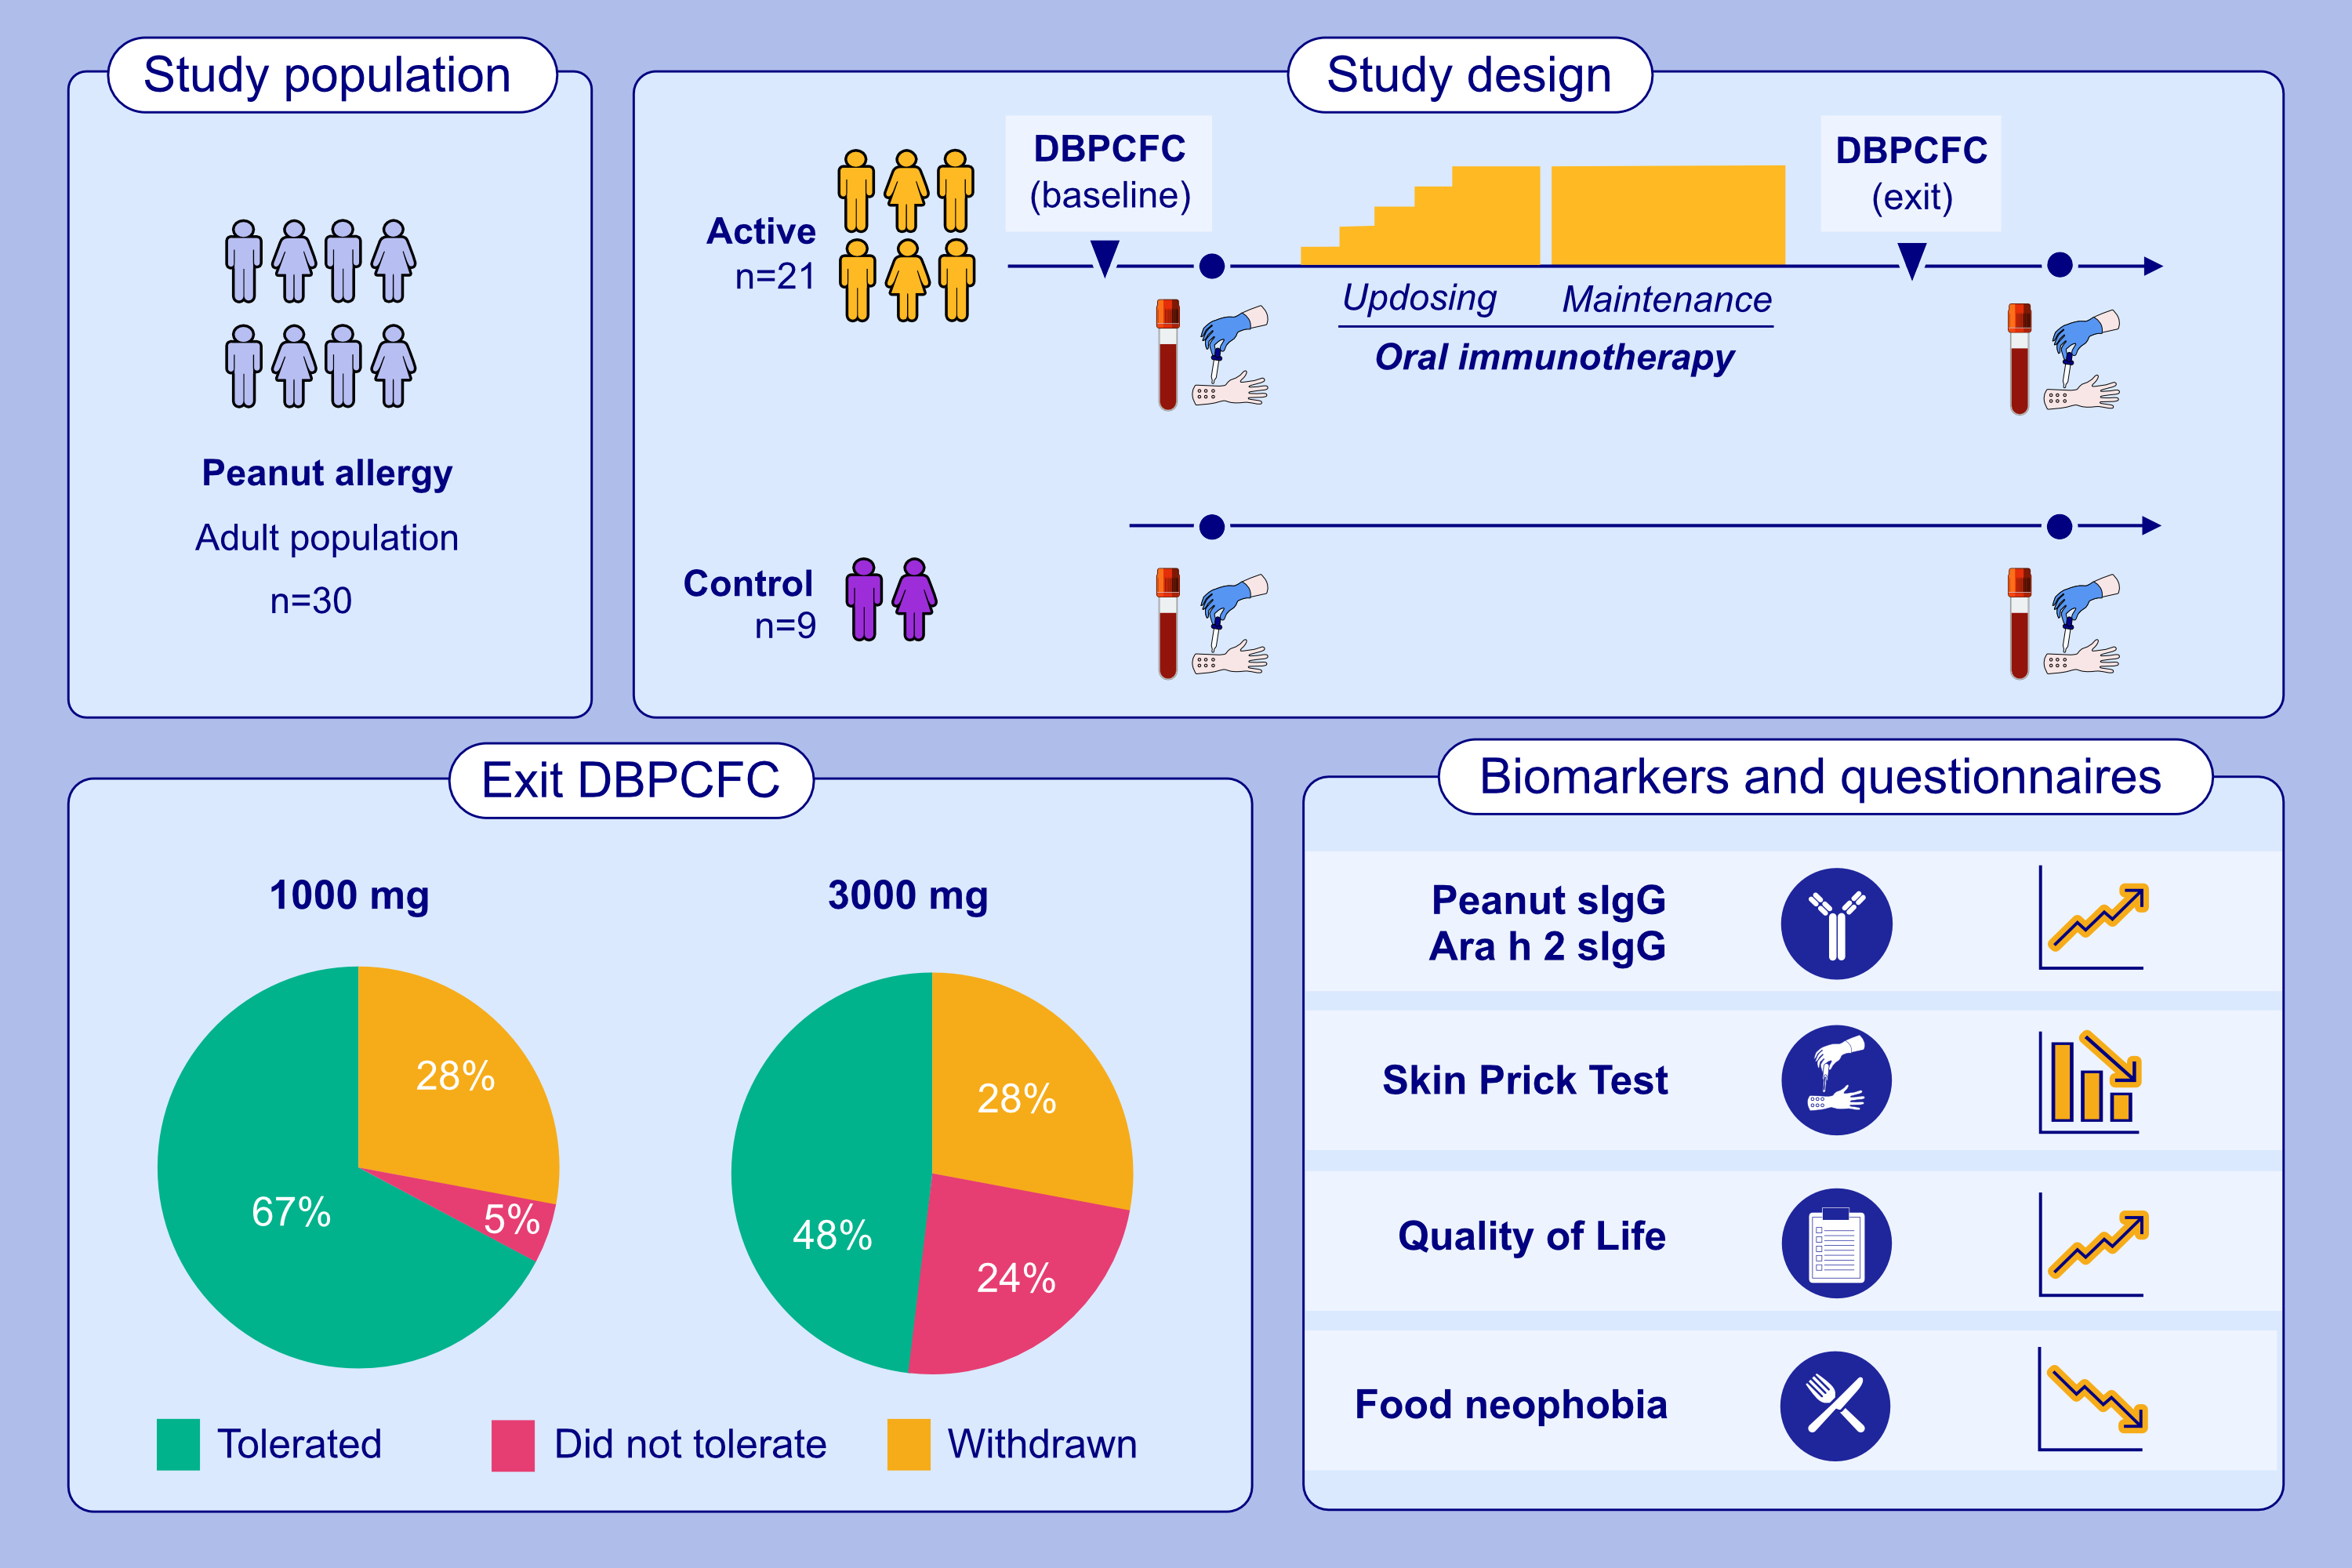 Study population
Peanut allergy
Adult population
n=30
Study design
Active
n=21
DBPCFC
(baseline)
Updosing
Maintenance
Oral immunotherapy
DBPCFC
(exit)
Control
n=9
Exit DBPCFC
1000 mg
28%
5%
67%
3000 mg
28%
24%
48%
Tolerated
Did not tolerate
Withdrawn
Biomarkers and questionnaires
Peanut sIgG
Ara h 2 sIgG
Skin Prick Test
Quality of Life
Food neophobia